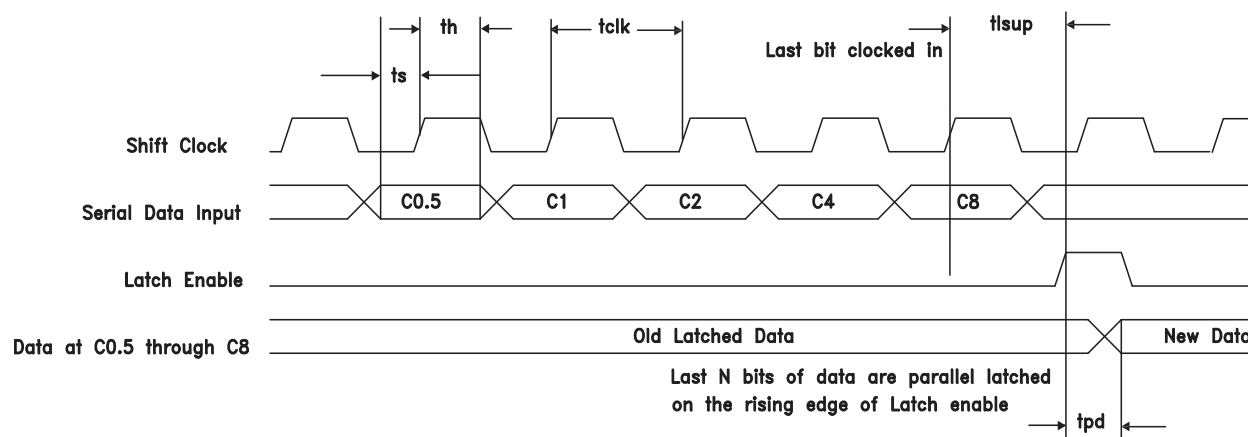 th
tclk
tlsup
Last bit clocked in
ts
Shift Clock
Serial Data Input
C0.5
C1
C2
C4
C8
Latch Enable
Data at C0.5 through C8
Old Latched Data
New Data
Last N bits of data are parallel latched
on the rising edge of Latch enable
tpd